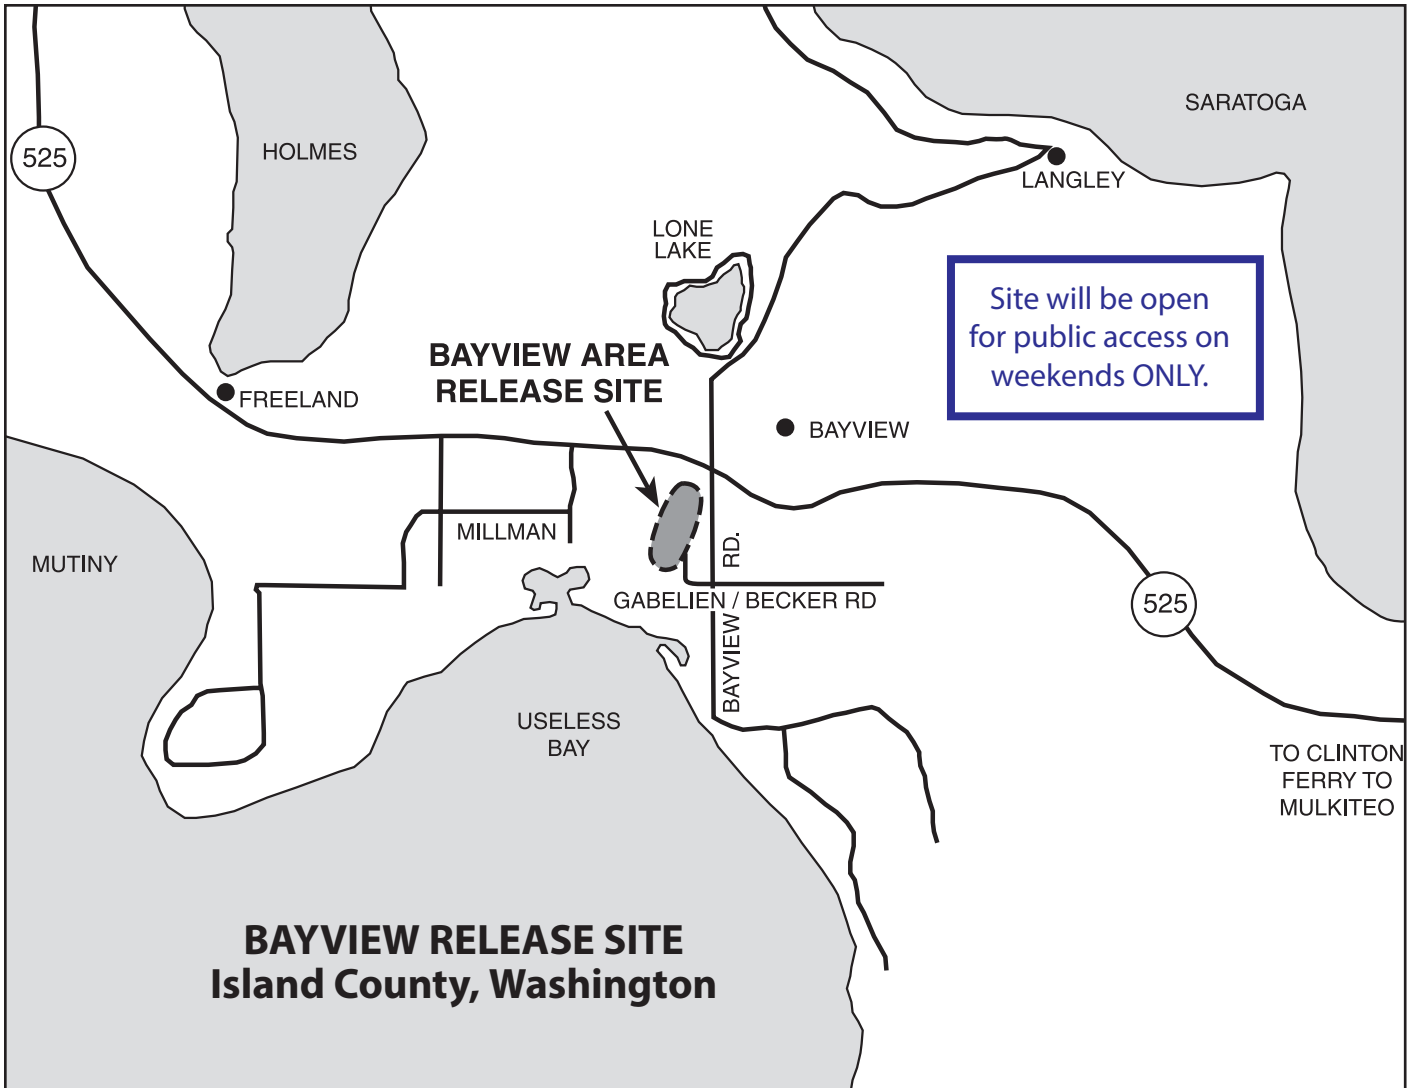 SARATOGA
525
HOLMES
LANGLEY
LONE
LAKE
Site will be open
for public access on
weekends ONLY.
BAYVIEW AREA
RELEASE SITE
FREELAND
BAYVIEW
MILLMAN
MUTINY
BAYVIEW RD.
GABELIEN / BECKER RD
525
USELESS
BAY
TO CLINTON
FERRY TO
MULKITEO
BAYVIEW RELEASE SITE
Island County, Washington